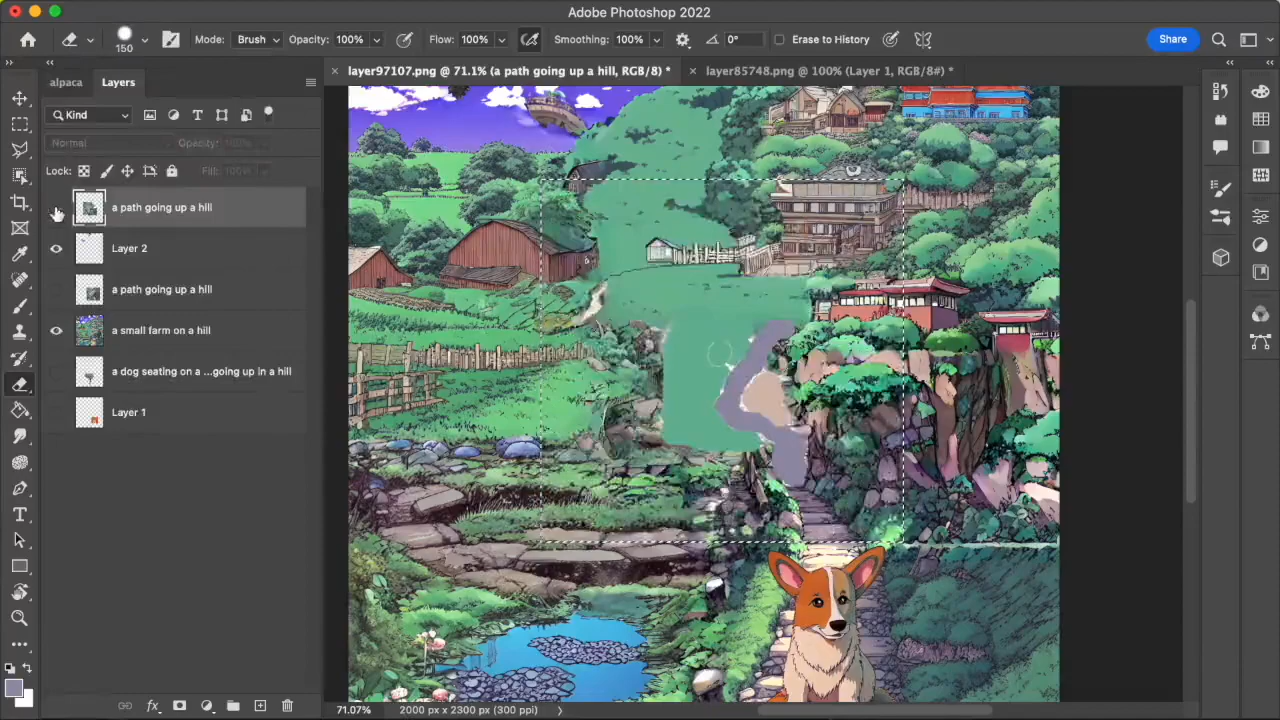 Adobe Photoshop 2022
150 Mode: Brush Opacity: 100% Flow: 100% Smoothing: 100% 0° Erase to History Share
alpaca Layers
layer97107.png @ 71.1% (a path going up a hill, RGB/8) * layer85748.png @ 100% (Layer 1, RGB/8#) *
Kind
Normal Opacity: 100%
Lock: Fill: 100%
a path going up a hill
Layer 2
a path going up a hill
a small farm on a hill
a dog seating on a ...going up in a hill
Layer 1
fx
71.07% 2000 px x 2300 px (300 ppi)